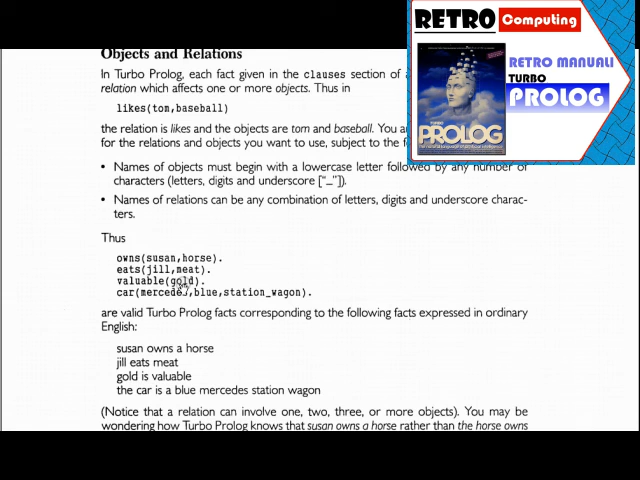 RETRO Computing
RETRO MANUALI
TURBO
PROLOG
TURBO
PROLOG
Objects and Relations
In Turbo Prolog, each fact given in the clauses section of a
relation which affects one or more objects. Thus in
likes(tom,baseball)
the relation is likes and the objects are tom and baseball. You
for the relations and objects you want to use, subject to the
• Names of objects must begin with a lowercase letter followed by any number of
characters (letters, digits and underscore ["_"]).
• Names of relations can be any combination of letters, digits and underscore charac-
ters.
Thus
owns(susan,horse).
eats(jill,meat).
valuable(gold).
car(mercedes,blue,station_wagon).
are valid Turbo Prolog facts corresponding to the following facts expressed in ordinary
English:
susan owns a horse
jill eats meat
gold is valuable
the car is a blue mercedes station wagon
(Notice that a relation can involve one, two, three, or more objects). You may be
wondering how Turbo Prolog knows that susan owns a horse rather than the horse owns